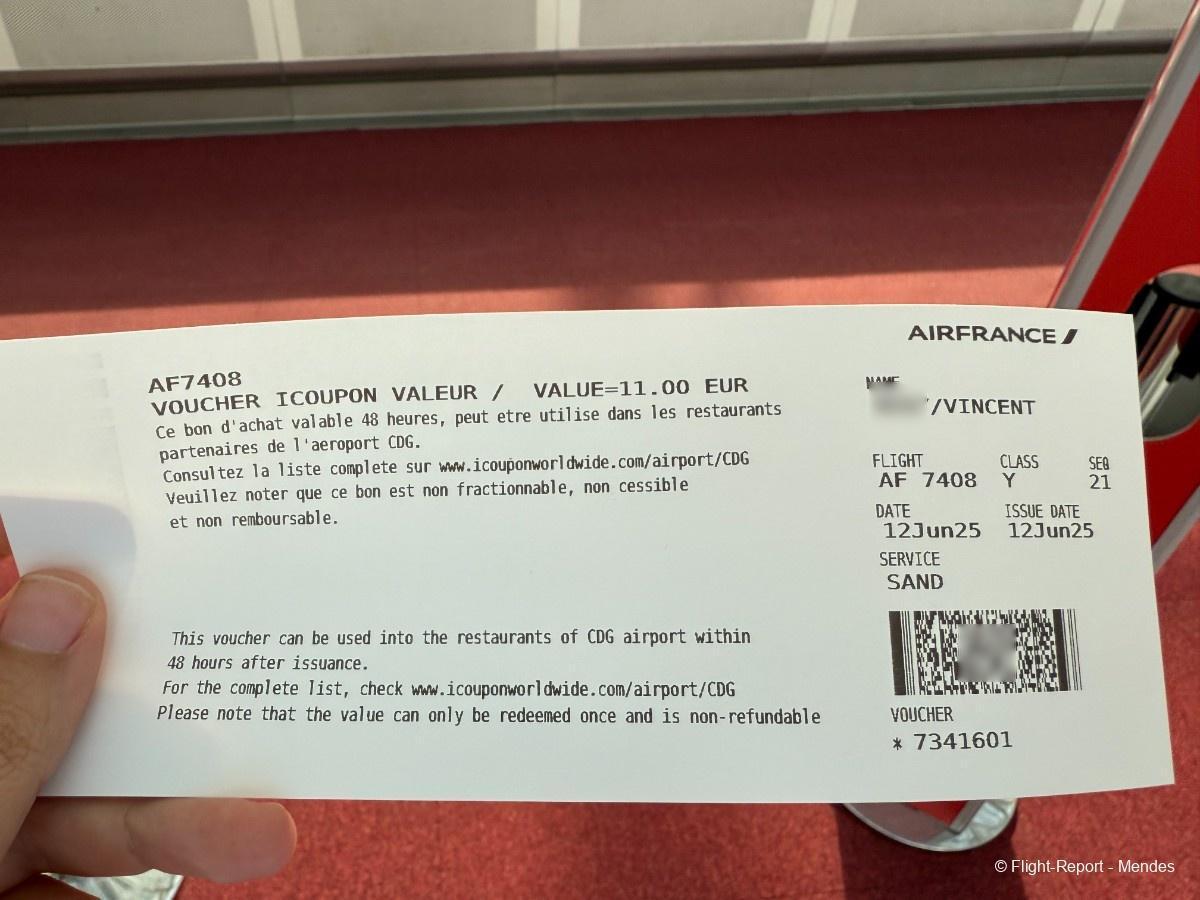 AIRFRANCE
AF7408
VOUCHER ICOUPON VALEUR / VALUE=11.00 EUR
Ce bon d'achat valable 48 heures, peut etre utilise dans les restaurants
partenaires de l'aeroport CDG.
Consultez la liste complete sur www.icouponworldwide.com/airport/CDG
Veuillez noter que ce bon est non fractionnable, non cessible
et non remboursable.
This voucher can be used into the restaurants of CDG airport within
48 hours after issuance.
For the complete list, check www.icouponworldwide.com/airport/CDG
Please note that the value can only be redeemed once and is non-refundable
NAME
/VINCENT
FLIGHT CLASS SEQ
AF 7408 Y 21
DATE ISSUE DATE
12Jun25 12Jun25
SERVICE
SAND
VOUCHER
* 7341601
© Flight-Report - Mendes